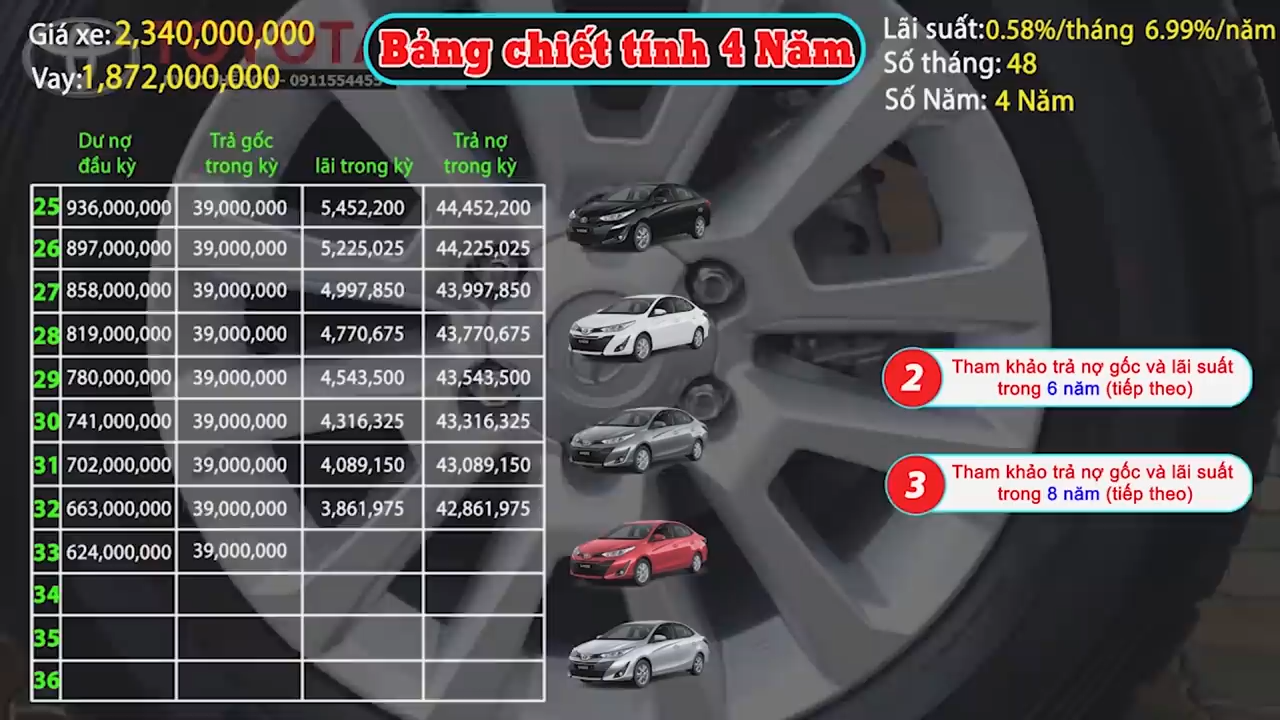 Giá xe:2,340,000,000
Vay:1,872,000,000
TOYOTA
- 0911554455
Bảng chiết tính 4 Năm
Lãi suất:0.58%/tháng 6.99%/năm
Số tháng: 48
Số Năm: 4 Năm
Dư nợ đầu kỳ Trả gốc trong kỳ lãi trong kỳ Trả nợ trong kỳ
25 936,000,000 39,000,000 5,452,200 44,452,200
26 897,000,000 39,000,000 5,225,025 44,225,025
27 858,000,000 39,000,000 4,997,850 43,997,850
28 819,000,000 39,000,000 4,770,675 43,770,675
29 780,000,000 39,000,000 4,543,500 43,543,500
30 741,000,000 39,000,000 4,316,325 43,316,325
31 702,000,000 39,000,000 4,089,150 43,089,150
32 663,000,000 39,000,000 3,861,975 42,861,975
33 624,000,000 39,000,000
34
35
36
2 Tham khảo trả nợ gốc và lãi suất
trong 6 năm (tiếp theo)
3 Tham khảo trả nợ gốc và lãi suất
trong 8 năm (tiếp theo)